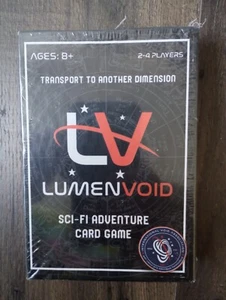 AGES: 8+
2-4 PLAYERS
TRANSPORT TO ANOTHER DIMENSION
LV
LUMENVOID
SCI-FI ADVENTURE
CARD GAME